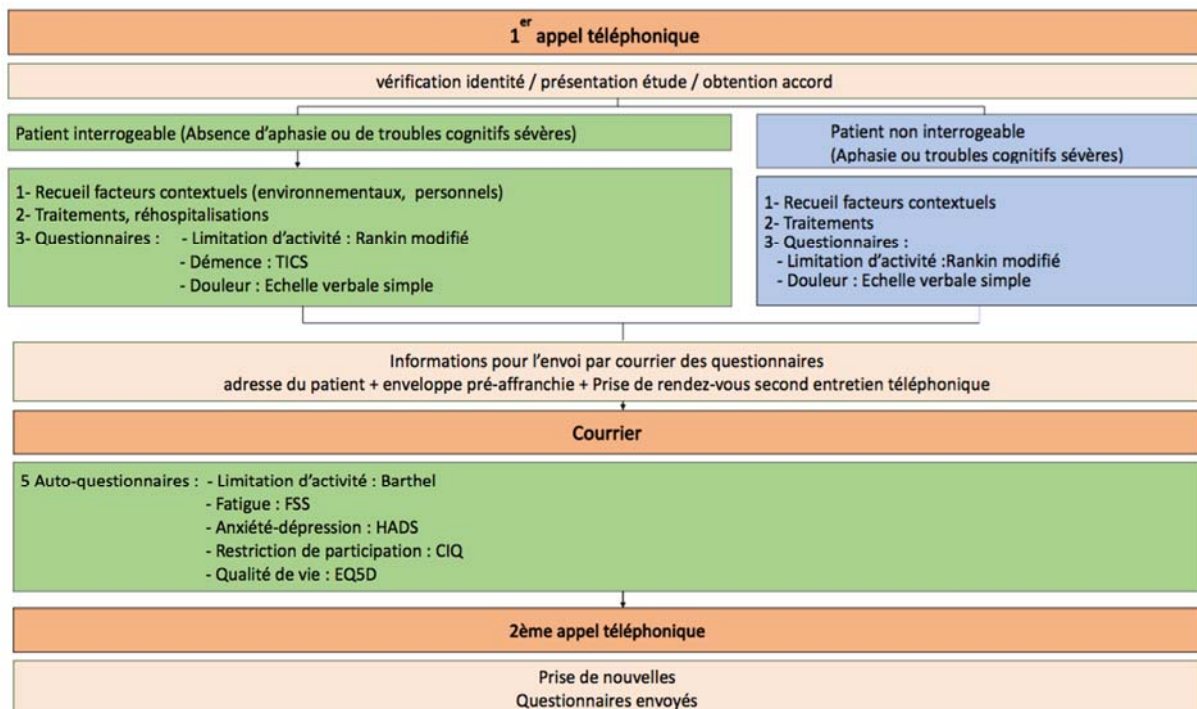 1er appel téléphonique
vérification identité / présentation étude / obtention accord
Patient interrogeable (Absence d'aphasie ou de troubles cognitifs sévères)
1- Recueil facteurs contextuels (environnementaux, personnels)
2- Traitements, réhospitalisations
3- Questionnaires : - Limitation d'activité : Rankin modifié
- Démence : TICS
- Douleur : Echelle verbale simple
Patient non interrogeable
(Aphasie ou troubles cognitifs sévères)
1- Recueil facteurs contextuels
2- Traitements
3- Questionnaires :
- Limitation d'activité :Rankin modifié
- Douleur : Echelle verbale simple
Informations pour l'envoi par courrier des questionnaires
adresse du patient + enveloppe pré-affranchie + Prise de rendez-vous second entretien téléphonique
Courrier
5 Auto-questionnaires : - Limitation d'activité : Barthel
- Fatigue : FSS
- Anxiété-dépression : HADS
- Restriction de participation : CIQ
- Qualité de vie : EQ5D
2ème appel téléphonique
Prise de nouvelles
Questionnaires envoyés